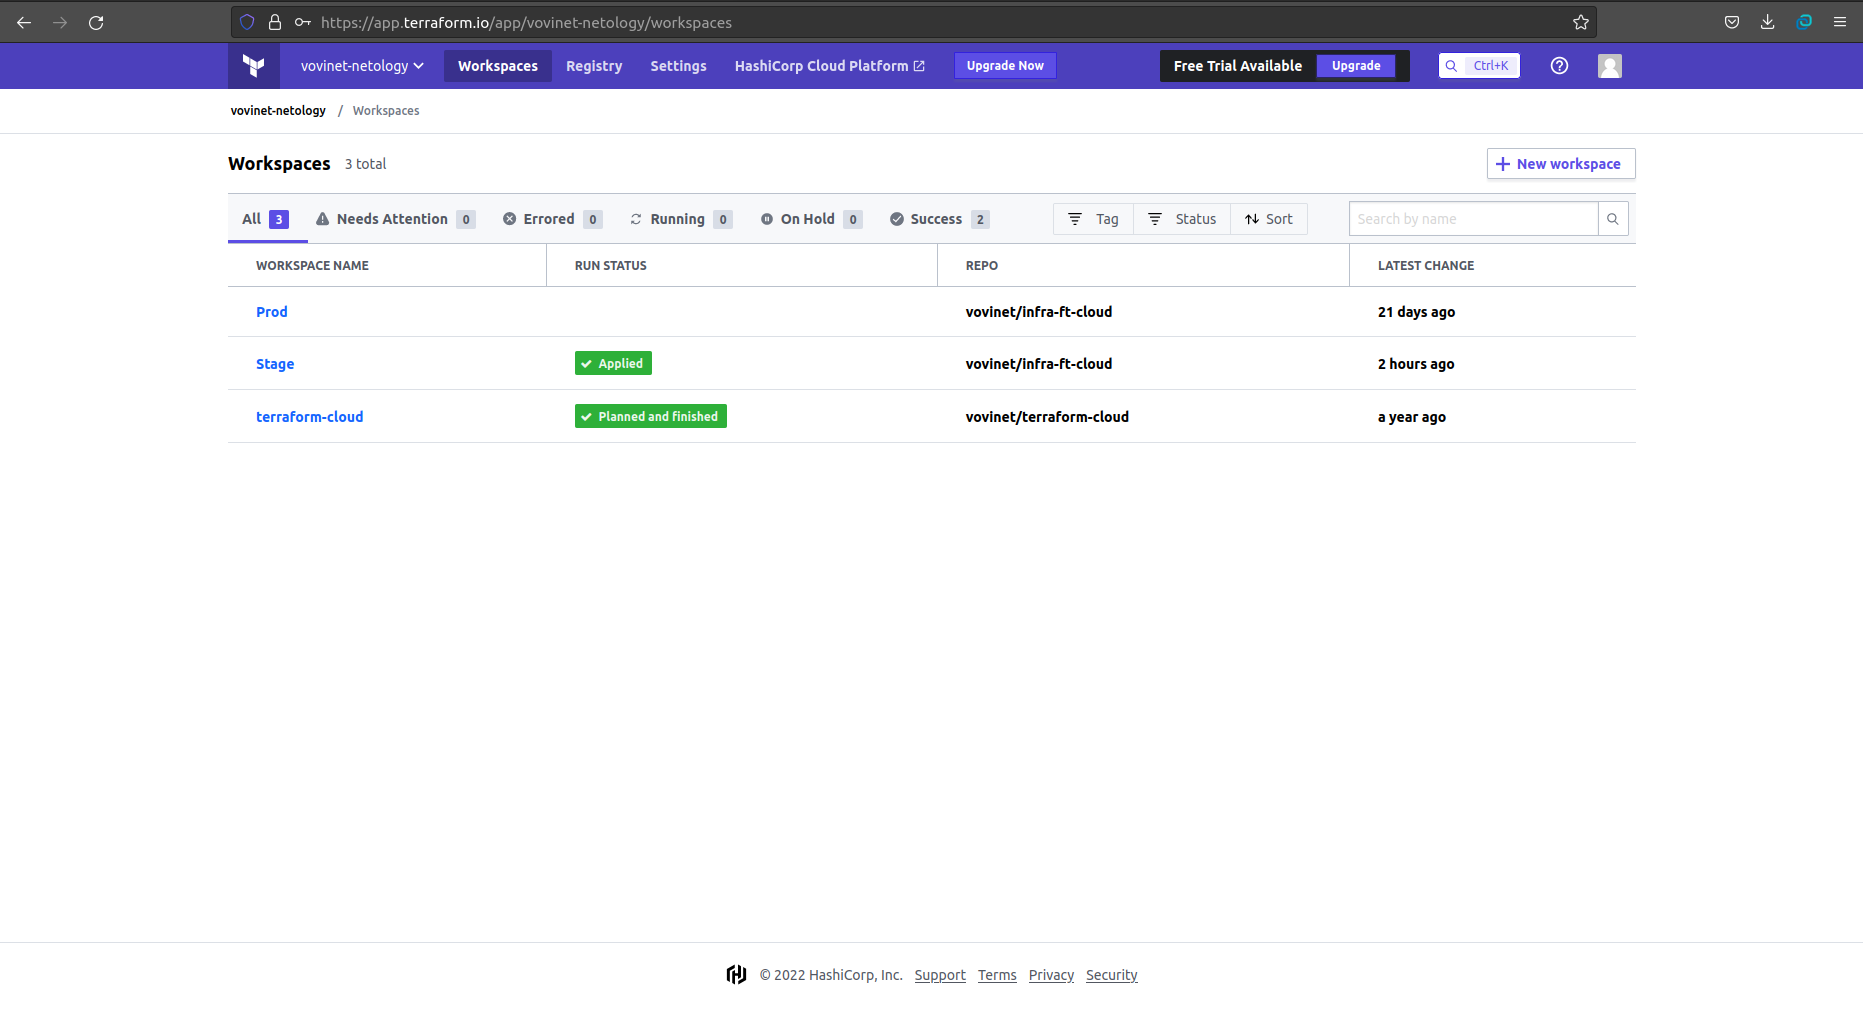 https://app.terraform.io/app/vovinet-netology/workspaces
vovinet-netology Workspaces Registry Settings HashiCorp Cloud Platform Upgrade Now Free Trial Available Upgrade Ctrl+K
vovinet-netology / Workspaces
Workspaces 3 total + New workspace
All 3 Needs Attention 0 Errored 0 Running 0 On Hold 0 Success 2 Tag Status Sort Search by name
WORKSPACE NAME RUN STATUS REPO LATEST CHANGE
Prod vovinet/infra-ft-cloud 21 days ago
Stage Applied vovinet/infra-ft-cloud 2 hours ago
terraform-cloud Planned and finished vovinet/terraform-cloud a year ago
© 2022 HashiCorp, Inc. Support Terms Privacy Security